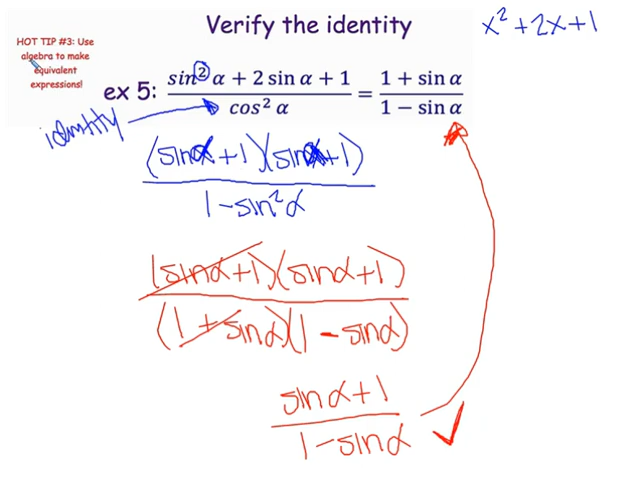 Verify the identity
x² + 2x + 1
HOT TIP #3: Use
algebra to make
equivalent
expressions!
ex 5: (sin² α + 2 sin α + 1) / (cos² α) = (1 + sin α) / (1 − sin α)
identity
(sinα + 1)(sinα + 1)
1 − sin²α
(sinα + 1)(sinα + 1)
(1 + sinα)(1 − sinα)
sinα + 1
1 − sinα ✓